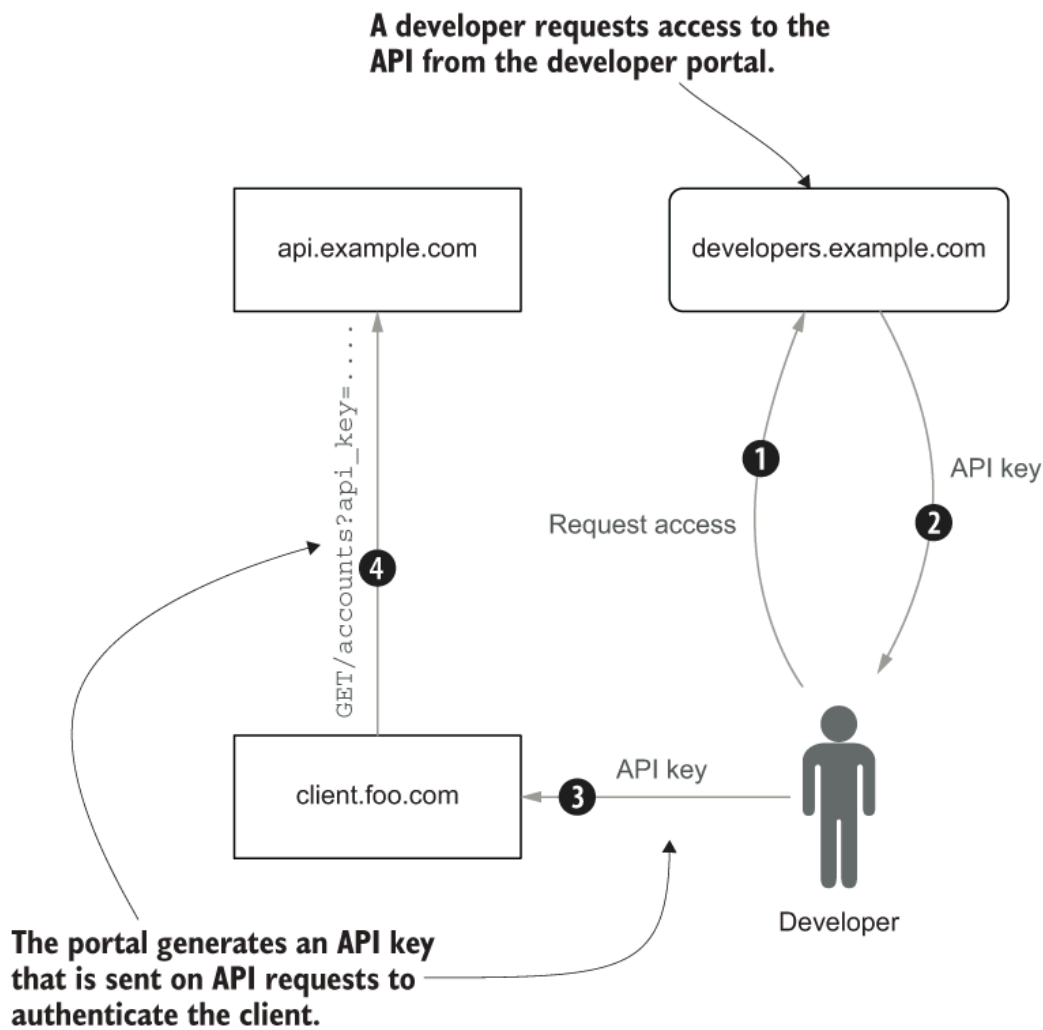 A developer requests access to the
API from the developer portal.
api.example.com
developers.example.com
GET/accounts?api_key=....
1
API key
2
Request access
4
client.foo.com
API key
3
Developer
The portal generates an API key
that is sent on API requests to
authenticate the client.